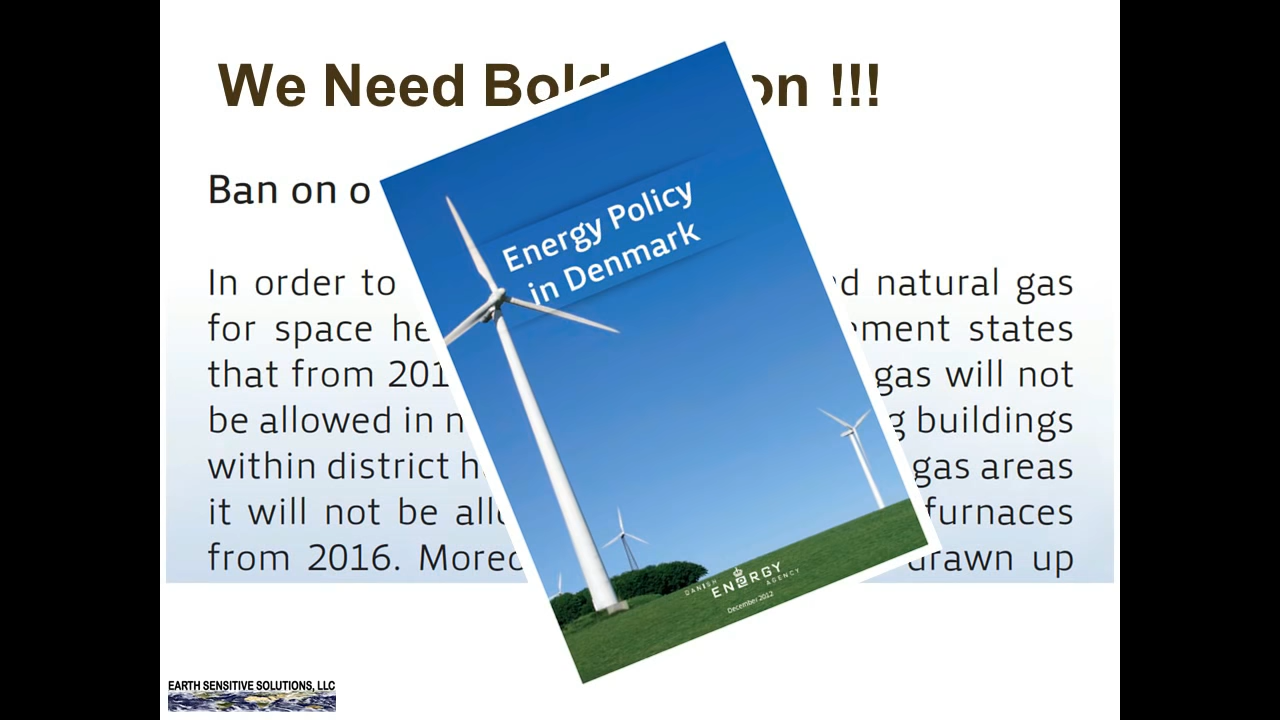 We Need Bol on !!!
Ban on o
In order to natural gas
for space he ment states
that from 201 gas will not
be allowed in n g buildings
within district h gas areas
it will not be all furnaces
from 2016. Moreo drawn up
Energy Policy
in Denmark
DANISH ENERGY AGENCY
December 2012
EARTH SENSITIVE SOLUTIONS, LLC